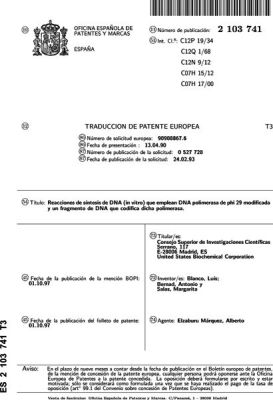 ⑲
OFICINA ESPAÑOLA DE
PATENTES Y MARCAS
ESPAÑA
⑪ Número de publicación: 2 103 741
Int. Cl.⁶: C12P 19/34
C12Q 1/68
C12N 9/12
C07H 15/12
C07H 17/00
⑫ TRADUCCION DE PATENTE EUROPEA T3
Número de solicitud europea: 90908867.6
Fecha de presentación : 13.04.90
Número de publicación de la solicitud: 0 527 728
Fecha de publicación de la solicitud: 24.02.93
Título: Reacciones de síntesis de DNA (in vitro) que emplean DNA polimerasa de phi 29 modificada
y un fragmento de DNA que codifica dicha polimerasa.
Titular/es:
Consejo Superior de Investigaciones Científicas
Serrano, 117
E-28006 Madrid, ES
United States Biochemical Corporation
Fecha de la publicación de la mención BOPI:
01.10.97
Inventor/es: Blanco, Luis;
Bernad, Antonio y
Salas, Margarita
Fecha de la publicación del folleto de patente:
01.10.97
Agente: Elzaburu Márquez, Alberto
ES 2 103 741 T3
Aviso: En el plazo de nueve meses a contar desde la fecha de publicación en el Boletín europeo de patentes,
de la mención de concesión de la patente europea, cualquier persona podrá oponerse ante la Oficina
Europea de Patentes a la patente concedida. La oposición deberá formularse por escrito y estar
motivada; sólo se considerará como formulada una vez que se haya realizado el pago de la tasa de
oposición (art° 99.1 del Convenio sobre concesión de Patentes Europeas).
Venta de fascículos: Oficina Española de Patentes y Marcas. C/Panamá, 1 – 28036 Madrid